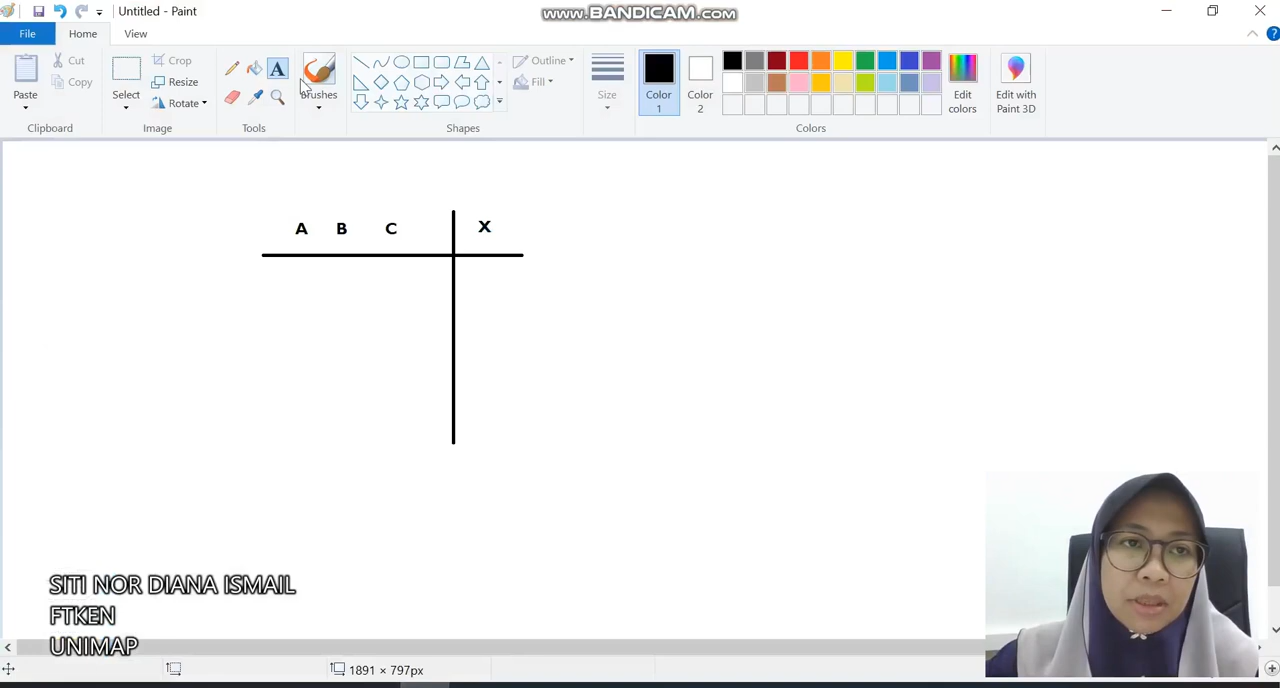 Untitled - Paint
www.BANDICAM.com
File
Home
View
Paste
Cut
Copy
Clipboard
Select
Crop
Resize
Rotate
Image
A
Tools
Brushes
Shapes
Outline
Fill
Size
Color
1
Color
2
Edit
colors
Edit with
Paint 3D
Colors
A B C X
SITI NOR DIANA ISMAIL
FTKEN
UNIMAP
1891 × 797px